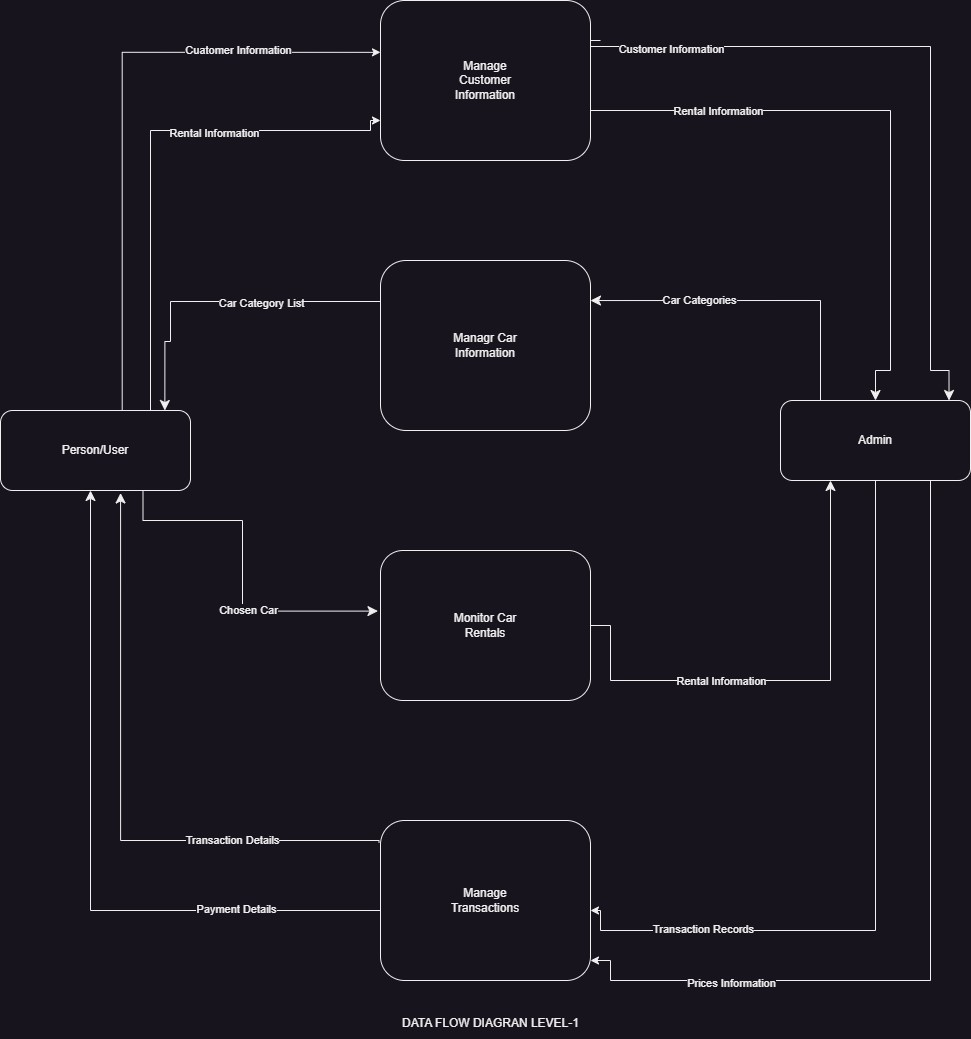 Cuatomer Information
Customer Information
Manage
Customer
Information
Rental Information
Rental Information
Car Category List
Car Categories
Managr Car
Information
Person/User
Admin
Chosen Car
Monitor Car
Rentals
Rental Information
Transaction Details
Manage
Transactions
Payment Details
Transaction Records
Prices Information
DATA FLOW DIAGRAN LEVEL-1